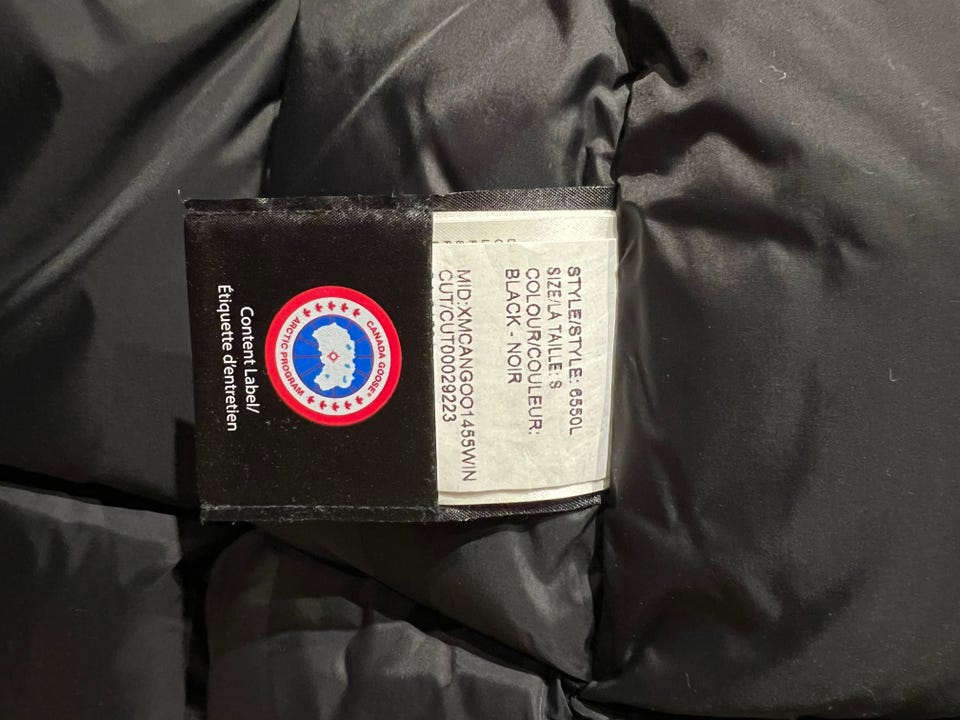 Content Label/
Étiquette d'entretien
CANADA GOOSE®
ARCTIC PROGRAM
STYLE/STYLE: 6550L
SIZE/LA TAILLE: S
COLOUR/COULEUR:
BLACK - NOIR
MID:XMCANGOO1455WIN
CUT/CUT00029223